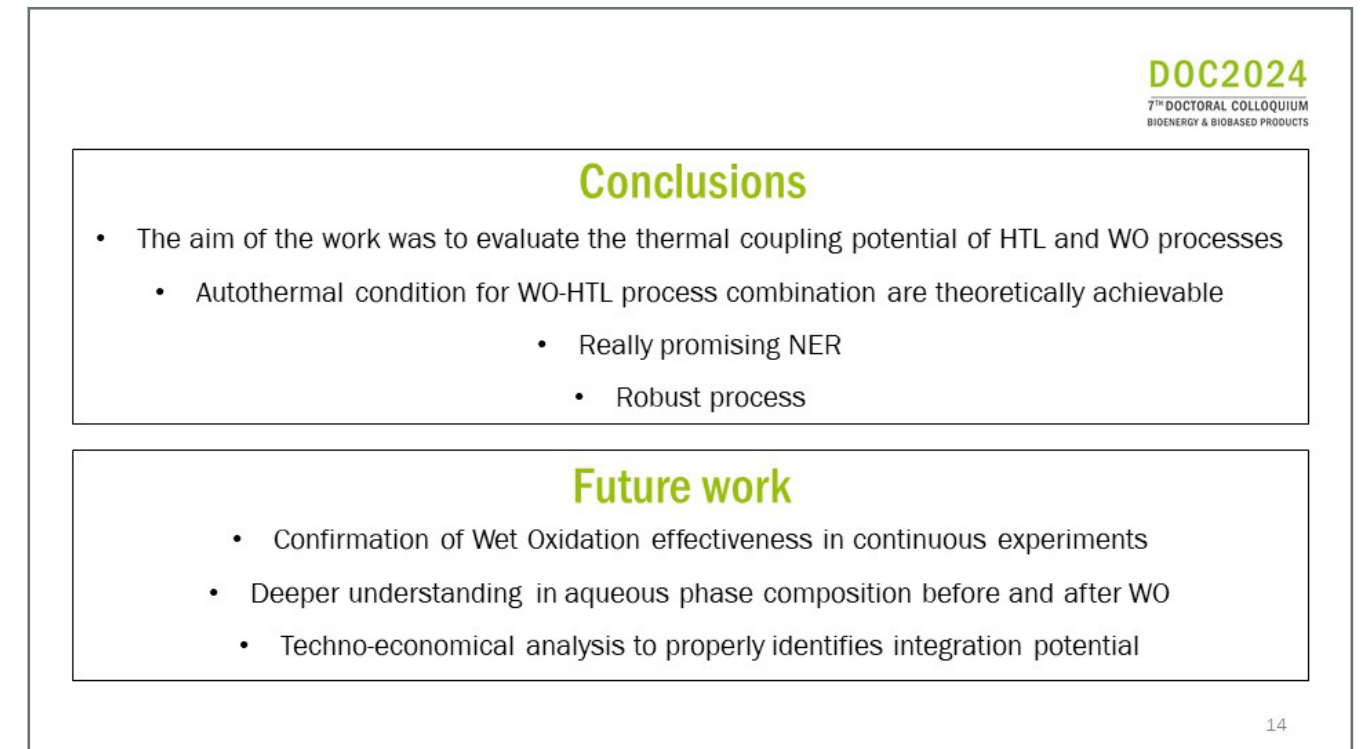 DOC2024
7TH DOCTORAL COLLOQUIUM
BIOENERGY & BIOBASED PRODUCTS
Conclusions
• The aim of the work was to evaluate the thermal coupling potential of HTL and WO processes
• Autothermal condition for WO-HTL process combination are theoretically achievable
• Really promising NER
• Robust process
Future work
• Confirmation of Wet Oxidation effectiveness in continuous experiments
• Deeper understanding in aqueous phase composition before and after WO
• Techno-economical analysis to properly identifies integration potential
14